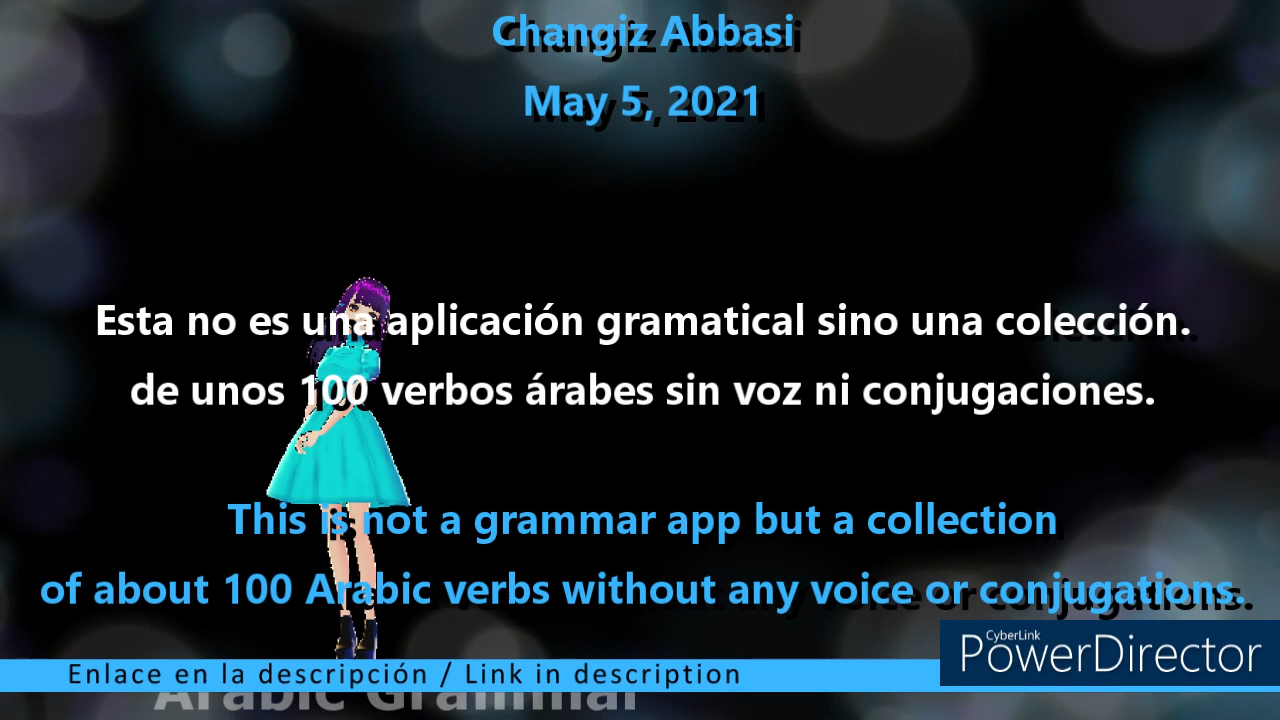 Changiz Abbasi
May 5, 2021
Esta no es una aplicación gramatical sino una colección.
de unos 100 verbos árabes sin voz ni conjugaciones.
This is not a grammar app but a collection
of about 100 Arabic verbs without any voice or conjugations.
CyberLink
PowerDirector
Enlace en la descripción / Link in description
Arabic Grammar